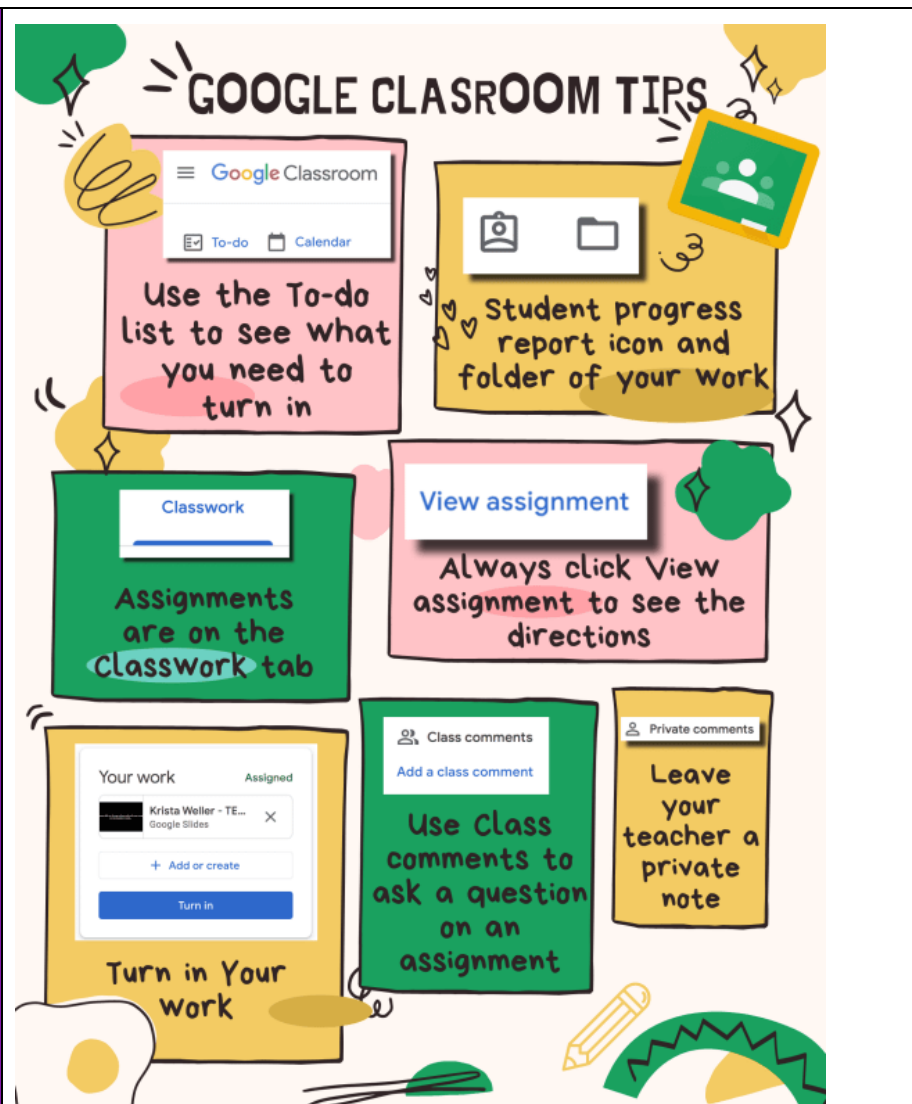 GOOGLE CLASROOM TIPS
Google Classroom
To-do Calendar
Use the To-do
list to see what
you need to
turn in
Student progress
report icon and
folder of your work
Classwork
Assignments
are on the
Classwork tab
View assignment
Always click View
assignment to see the
directions
Your work Assigned
Krista Weller - TE...
Google Slides
+ Add or create
Turn in
Turn in Your
work
Class comments
Add a class comment
Use Class
comments to
ask a question
on an
assignment
Private comments
Leave
your
teacher a
private
note